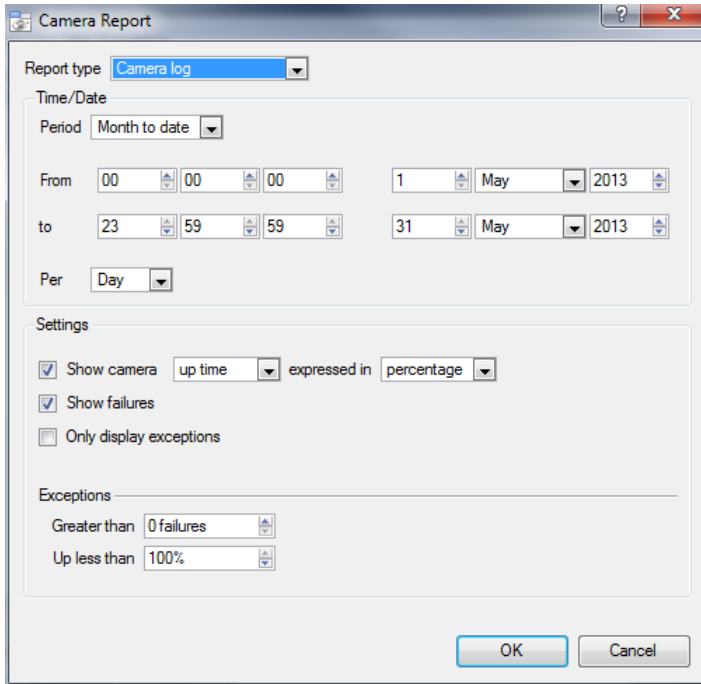 Camera Report ? X
Report type Camera log
Time/Date
Period Month to date
From 00 00 00 1 May 2013
to 23 59 59 31 May 2013
Per Day
Settings
Show camera up time expressed in percentage
Show failures
Only display exceptions
Exceptions
Greater than 0 failures
Up less than 100%
OK Cancel